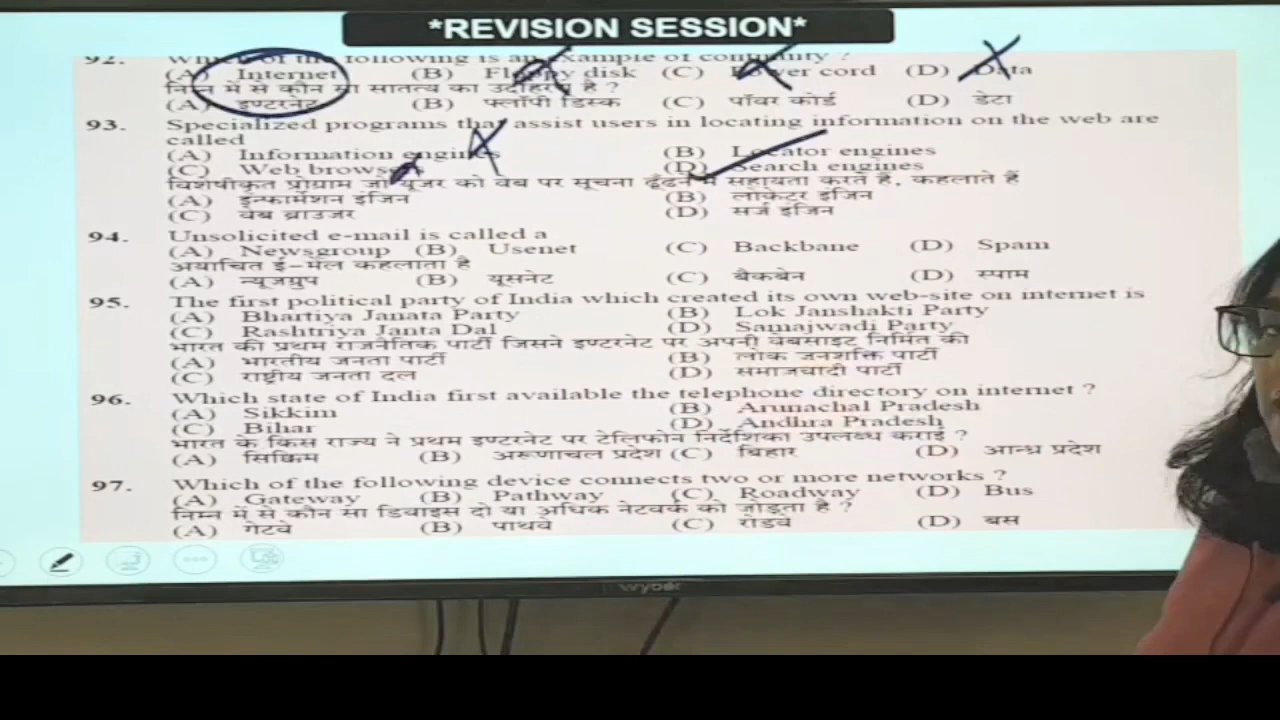 *REVISION SESSION*
92. Which of the following is an example of continuity ?
(A) Internet (B) Floppy disk (C) Power cord (D) Data
निम्न में से कौन सा सातत्य का उदाहरण है ?
(A) इण्टरनेट (B) फ्लॉपी डिस्क (C) पॉवर कोर्ड (D) डेटा
93. Specialized programs that assist users in locating information on the web are
called
(A) Information engines (B) Locator engines
(C) Web browsers (D) Search engines
विशेषीकृत प्रोग्राम जो यूजर को वेब पर सूचना ढूँढने में सहायता करते हैं, कहलाते हैं
(A) इन्फार्मेशन इंजिन (B) लोकेटर इंजिन
(C) वेब ब्राउजर (D) सर्ज इंजिन
94. Unsolicited e-mail is called a
(A) Newsgroup (B) Usenet (C) Backbane (D) Spam
अयाचित ई-मेल कहलाता है
(A) न्यूजग्रुप (B) यूसनेट (C) बैकबेन (D) स्पाम
95. The first political party of India which created its own web-site on internet is
(A) Bhartiya Janata Party (B) Lok Janshakti Party
(C) Rashtriya Janta Dal (D) Samajwadi Party
भारत की प्रथम राजनैतिक पार्टी जिसने इण्टरनेट पर अपनी वेबसाइट निर्मित की
(A) भारतीय जनता पार्टी (B) लोक जनशक्ति पार्टी
(C) राष्ट्रीय जनता दल (D) समाजवादी पार्टी
96. Which state of India first available the telephone directory on internet ?
(A) Sikkim (B) Arunachal Pradesh
(C) Bihar (D) Andhra Pradesh
भारत के किस राज्य ने प्रथम इण्टरनेट पर टेलिफोन निर्देशिका उपलब्ध कराई ?
(A) सिक्किम (B) अरूणाचल प्रदेश (C) बिहार (D) आन्ध्र प्रदेश
97. Which of the following device connects two or more networks ?
(A) Gateway (B) Pathway (C) Roadway (D) Bus
निम्न में से कौन सा डिवाइस दो या अधिक नेटवर्क को जोड़ता है ?
(A) गेटवे (B) पाथवे (C) रोडवे (D) बस